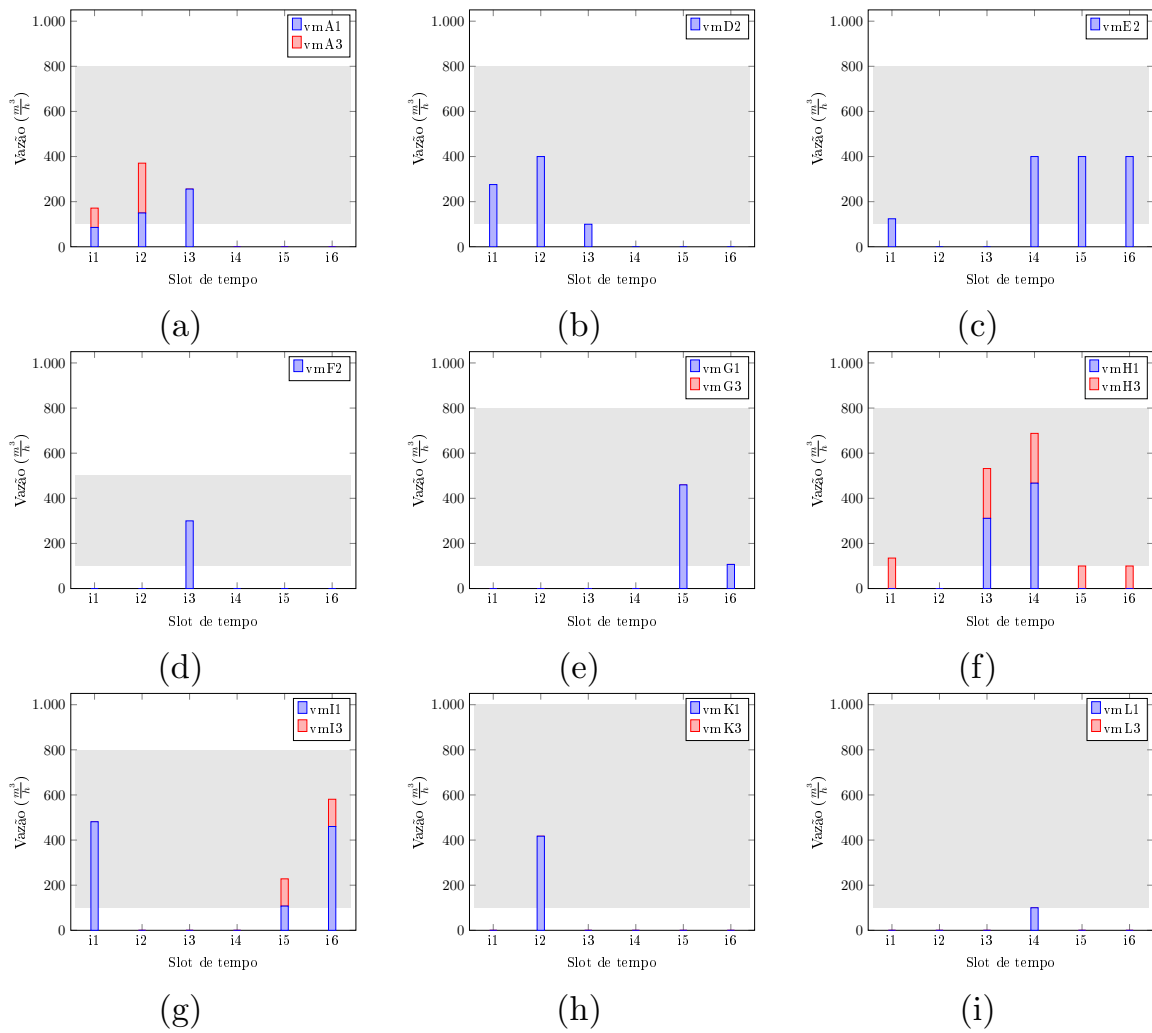 1.000
800
600
400
200
0
Vazão (m³/h)
vmA1
vmA3
i1 i2 i3 i4 i5 i6
Slot de tempo
(a)
1.000
800
600
400
200
0
Vazão (m³/h)
vmD2
i1 i2 i3 i4 i5 i6
Slot de tempo
(b)
1.000
800
600
400
200
0
Vazão (m³/h)
vmE2
i1 i2 i3 i4 i5 i6
Slot de tempo
(c)
1.000
800
600
400
200
0
Vazão (m³/h)
vmF2
i1 i2 i3 i4 i5 i6
Slot de tempo
(d)
1.000
800
600
400
200
0
Vazão (m³/h)
vmG1
vmG3
i1 i2 i3 i4 i5 i6
Slot de tempo
(e)
1.000
800
600
400
200
0
Vazão (m³/h)
vmH1
vmH3
i1 i2 i3 i4 i5 i6
Slot de tempo
(f)
1.000
800
600
400
200
0
Vazão (m³/h)
vmI1
vmI3
i1 i2 i3 i4 i5 i6
Slot de tempo
(g)
1.000
800
600
400
200
0
Vazão (m³/h)
vmK1
vmK3
i1 i2 i3 i4 i5 i6
Slot de tempo
(h)
1.000
800
600
400
200
0
Vazão (m³/h)
vmL1
vmL3
i1 i2 i3 i4 i5 i6
Slot de tempo
(i)